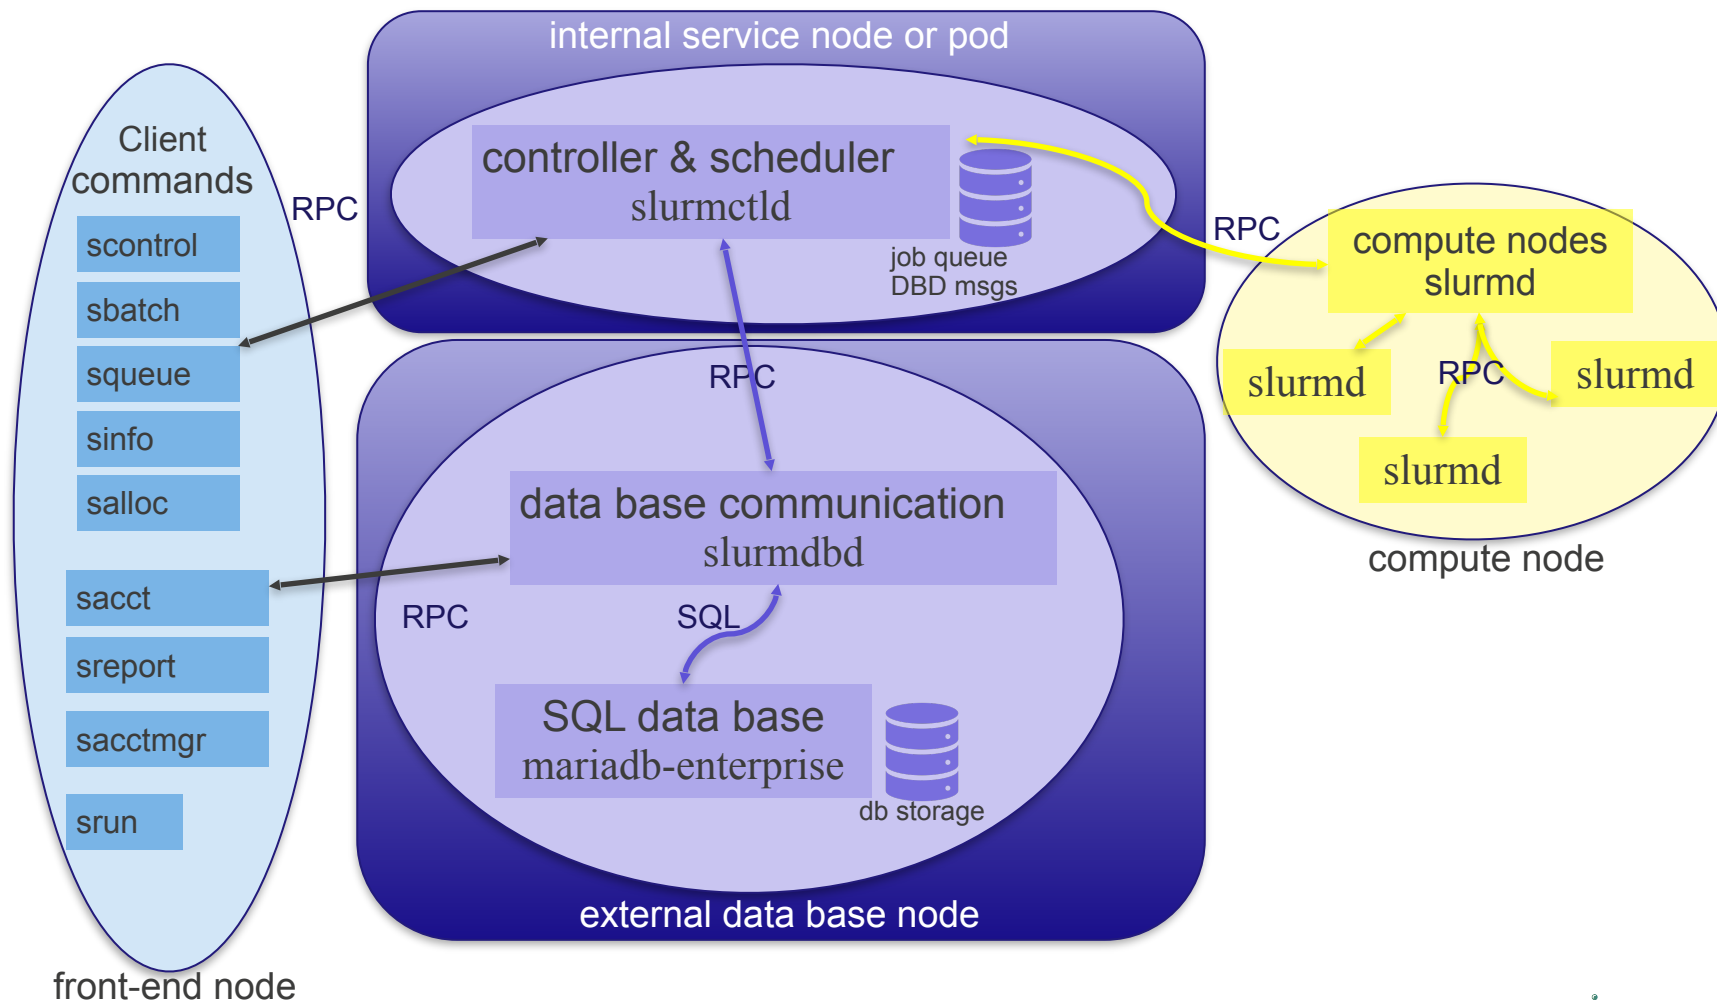 internal service node or pod
controller & scheduler
slurmctld
job queue
DBD msgs
Client
commands
scontrol
sbatch
squeue
sinfo
salloc
sacct
sreport
sacctmgr
srun
front-end node
RPC
RPC
RPC
data base communication
slurmdbd
RPC
SQL
SQL data base
mariadb-enterprise
db storage
external data base node
compute nodes
slurmd
slurmd
RPC
slurmd
slurmd
compute node